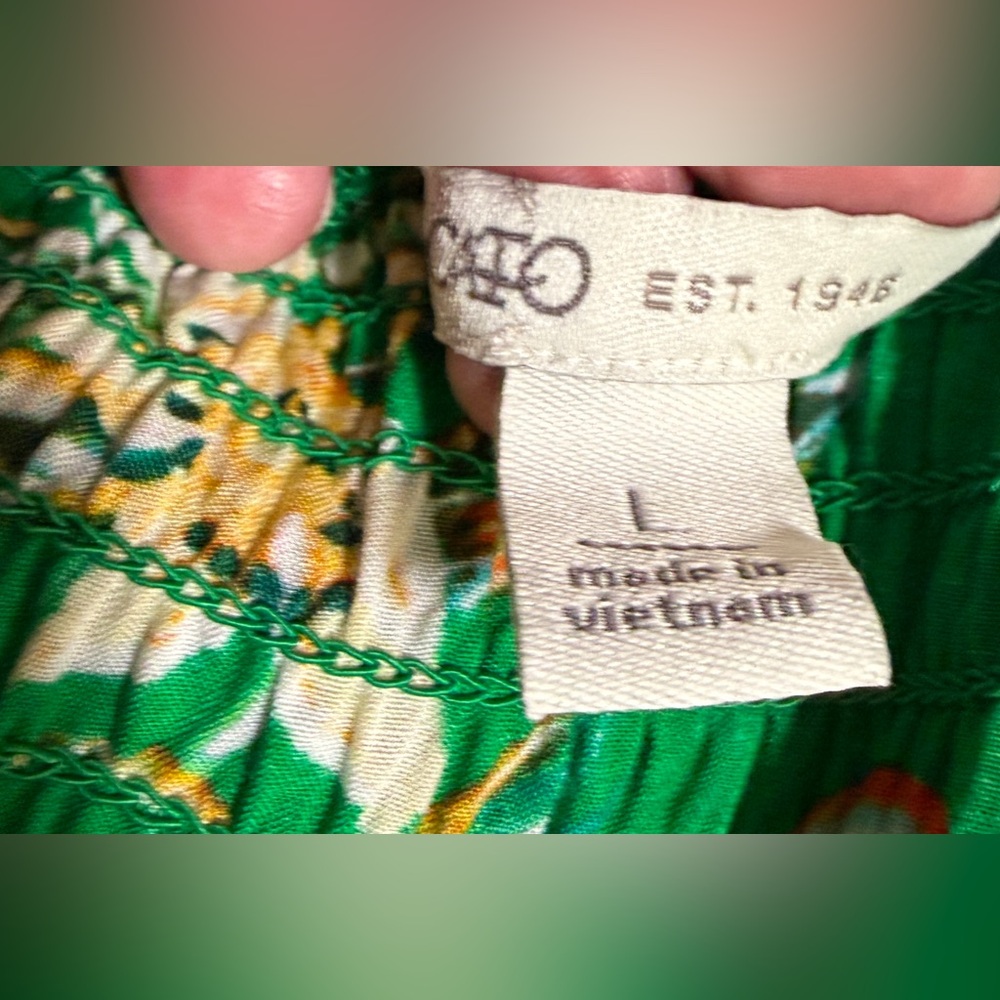 CATO EST. 1946
L
made in
vietnam